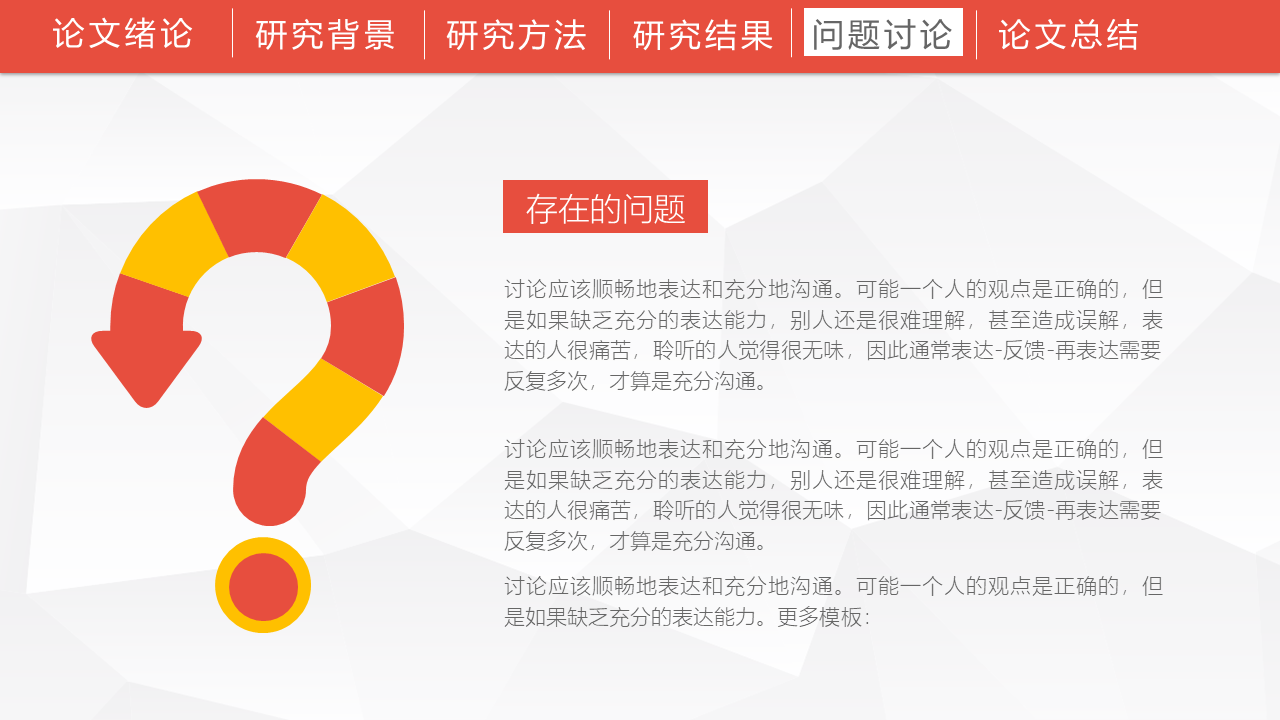 论文绪论
研究背景
研究方法
研究结果
问题讨论
论文总结
存在的问题
讨论应该顺畅地表达和充分地沟通。可能一个人的观点是正确的，但
是如果缺乏充分的表达能力，别人还是很难理解，甚至造成误解，表
达的人很痛苦，聆听的人觉得很无味，因此通常表达-反馈-再表达需要
反复多次，才算是充分沟通。
讨论应该顺畅地表达和充分地沟通。可能一个人的观点是正确的，但
是如果缺乏充分的表达能力，别人还是很难理解，甚至造成误解，表
达的人很痛苦，聆听的人觉得很无味，因此通常表达-反馈-再表达需要
反复多次，才算是充分沟通。
讨论应该顺畅地表达和充分地沟通。可能一个人的观点是正确的，但
是如果缺乏充分的表达能力。更多模板：